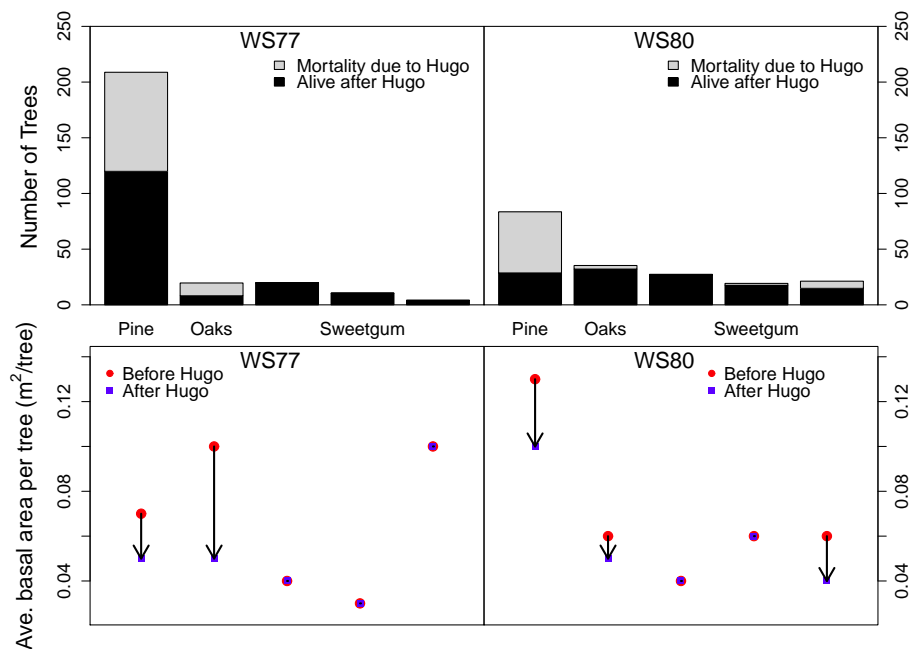 WS77
WS80
Mortality due to Hugo
Alive after Hugo
Mortality due to Hugo
Alive after Hugo
Number of Trees
250
200
150
100
50
0
250
200
150
100
50
0
Pine Oaks Sweetgum Pine Oaks Sweetgum
WS77
WS80
Before Hugo
After Hugo
Before Hugo
After Hugo
Ave. basal area per tree (m²/tree)
0.12
0.08
0.04
0.12
0.08
0.04